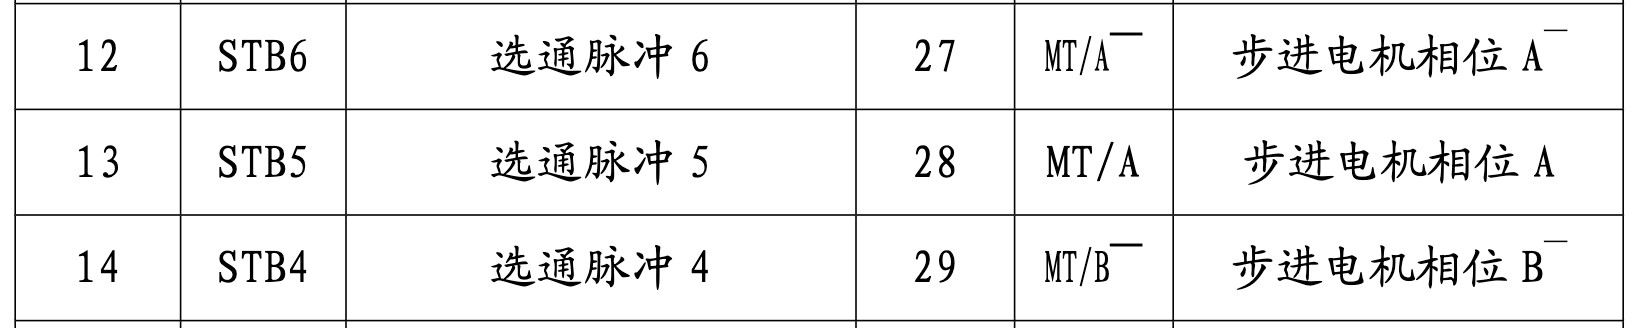 12 STB6 选通脉冲 6 27 MT/A¯ 步进电机相位 A¯
13 STB5 选通脉冲 5 28 MT/A 步进电机相位 A
14 STB4 选通脉冲 4 29 MT/B¯ 步进电机相位 B¯